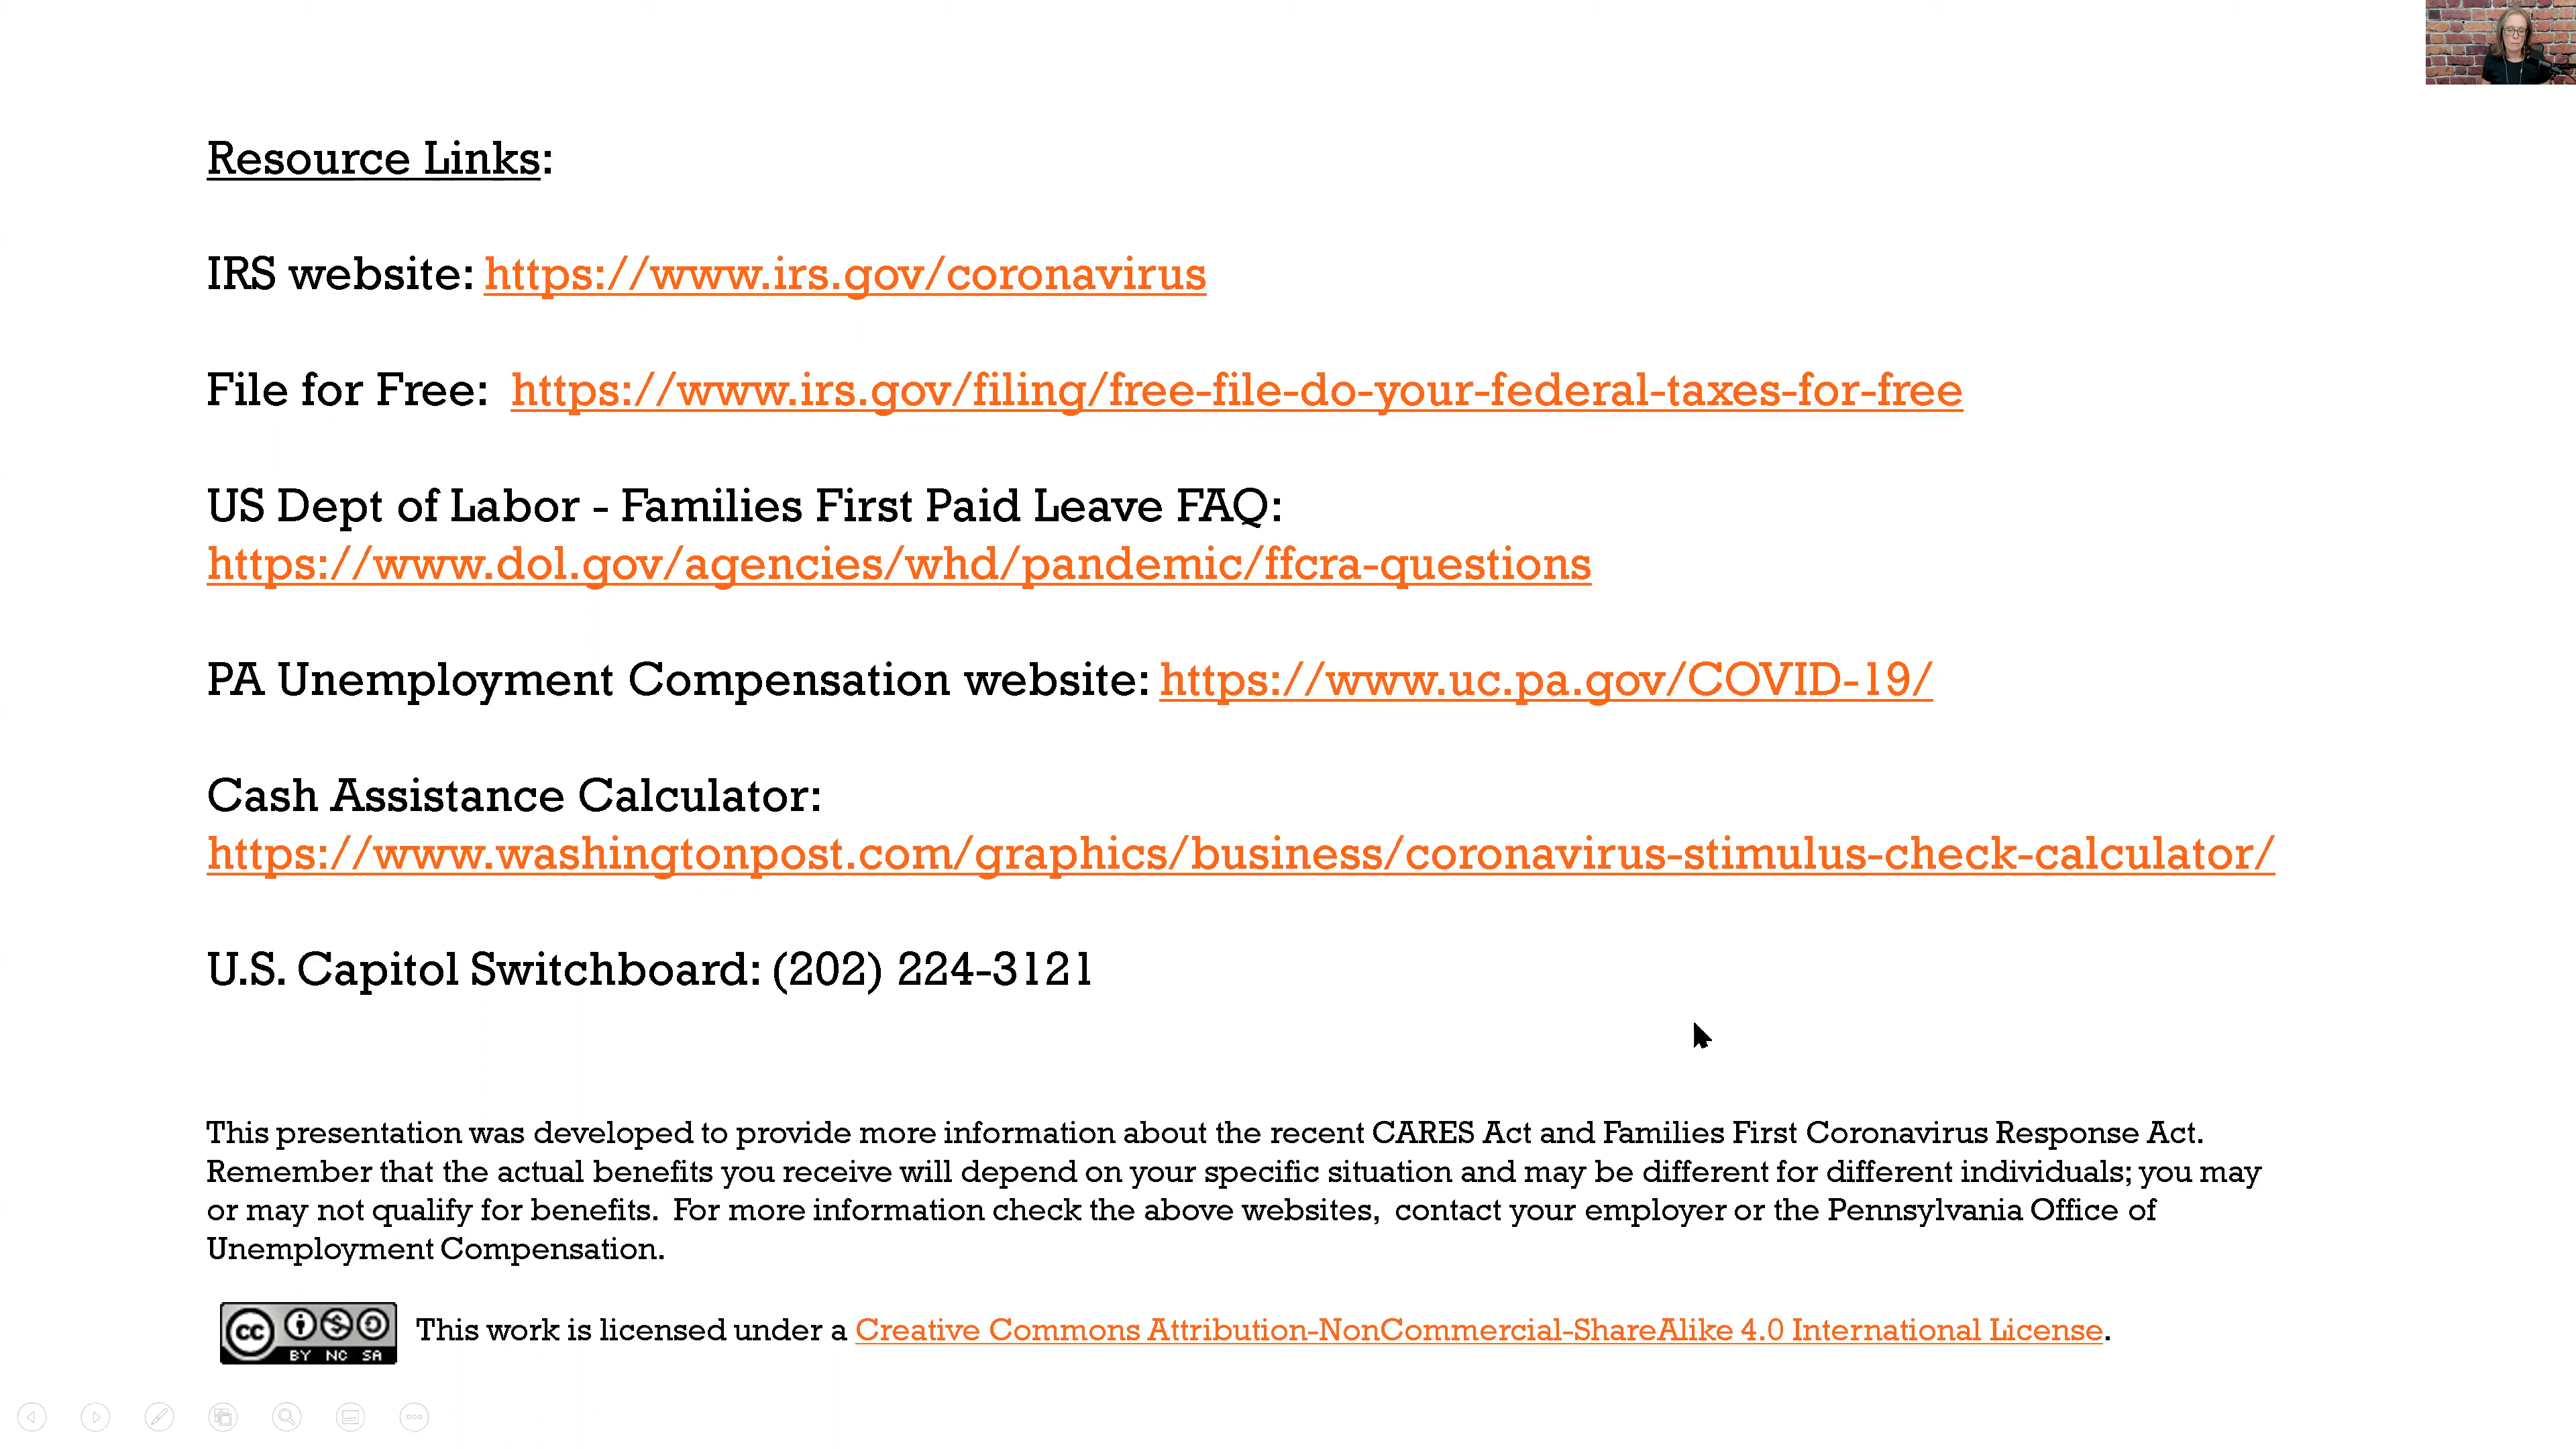 Resource Links:
IRS website: https://www.irs.gov/coronavirus
File for Free:  https://www.irs.gov/filing/free-file-do-your-federal-taxes-for-free
US Dept of Labor - Families First Paid Leave FAQ:
https://www.dol.gov/agencies/whd/pandemic/ffcra-questions
PA Unemployment Compensation website: https://www.uc.pa.gov/COVID-19/
Cash Assistance Calculator:
https://www.washingtonpost.com/graphics/business/coronavirus-stimulus-check-calculator/
U.S. Capitol Switchboard: (202) 224-3121
This presentation was developed to provide more information about the recent CARES Act and Families First Coronavirus Response Act.
Remember that the actual benefits you receive will depend on your specific situation and may be different for different individuals; you may
or may not qualify for benefits.  For more information check the above websites,  contact your employer or the Pennsylvania Office of
Unemployment Compensation.
cc BY NC SA This work is licensed under a Creative Commons Attribution-NonCommercial-ShareAlike 4.0 International License.